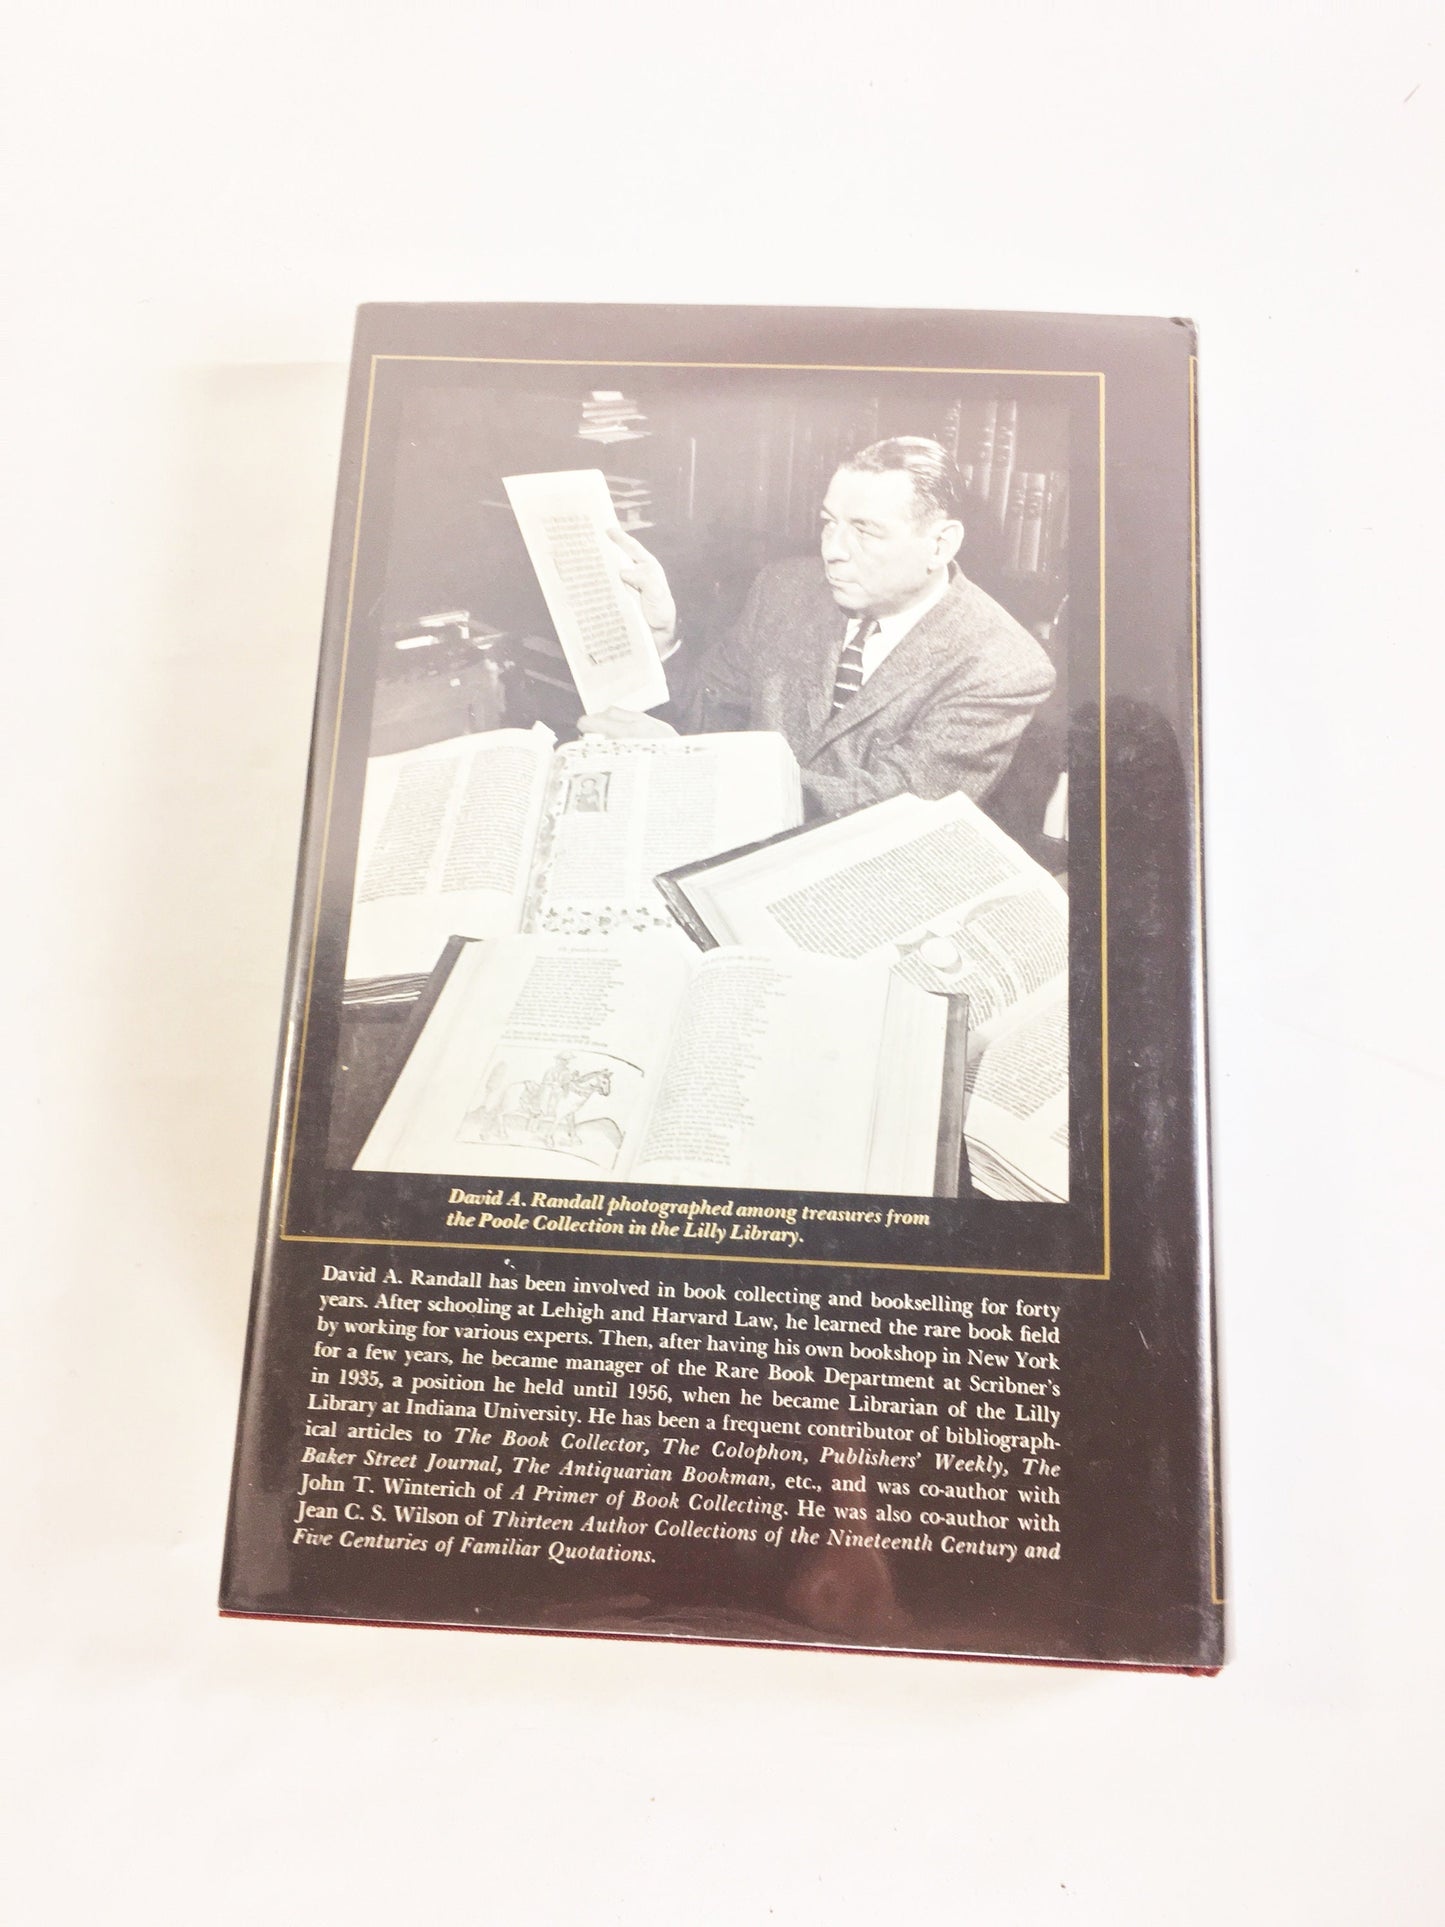 David A. Randall photographed among treasures from
the Poole Collection in the Lilly Library.
David A. Randall has been involved in book collecting and bookselling for forty
years. After schooling at Lehigh and Harvard Law, he learned the rare book field
by working for various experts. Then, after having his own bookshop in New York
for a few years, he became manager of the Rare Book Department at Scribner's
in 1935, a position he held until 1956, when he became Librarian of the Lilly
Library at Indiana University. He has been a frequent contributor of bibliograph-
ical articles to The Book Collector, The Colophon, Publishers' Weekly, The
Baker Street Journal, The Antiquarian Bookman, etc., and was co-author with
John T. Winterich of A Primer of Book Collecting. He was also co-author with
Jean C. S. Wilson of Thirteen Author Collections of the Nineteenth Century and
Five Centuries of Familiar Quotations.